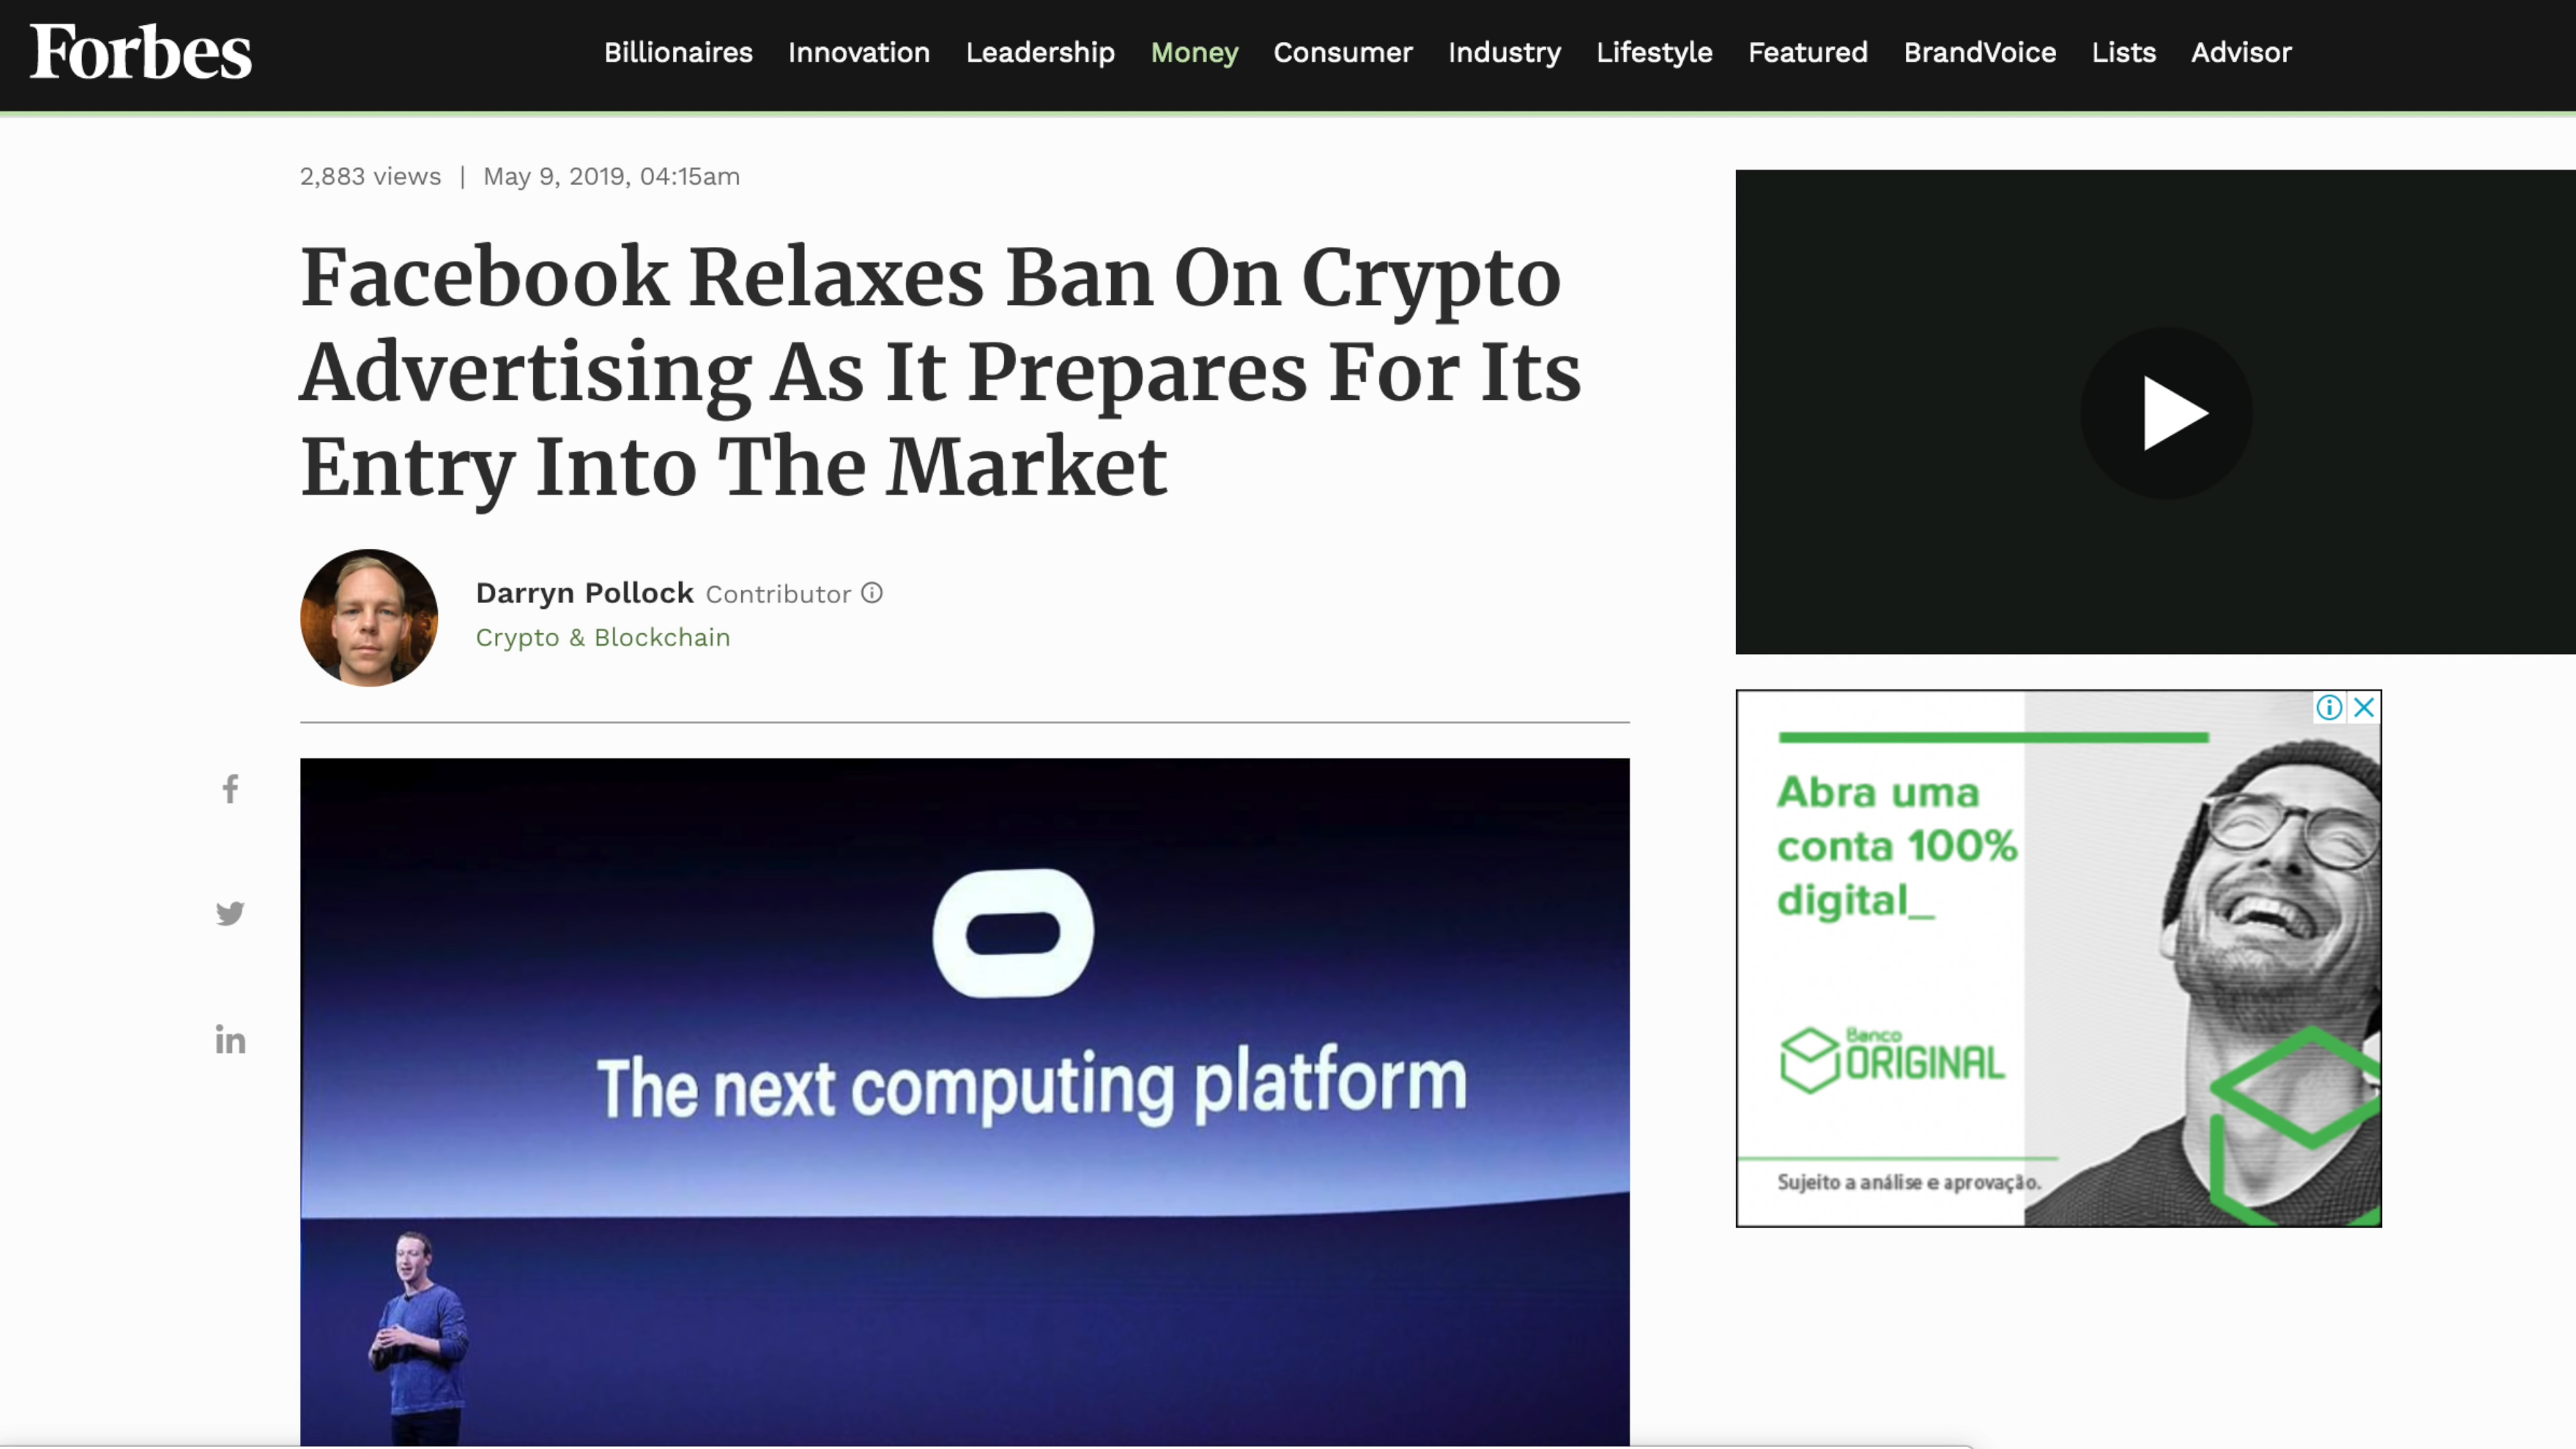 Forbes
Billionaires Innovation Leadership Money Consumer Industry Lifestyle Featured BrandVoice Lists Advisor
2,883 views | May 9, 2019, 04:15am
Facebook Relaxes Ban On Crypto
Advertising As It Prepares For Its
Entry Into The Market
Darryn Pollock Contributor
Crypto & Blockchain
The next computing platform
Abra uma
conta 100%
digital_
Banco
ORIGINAL
Sujeito a análise e aprovação.